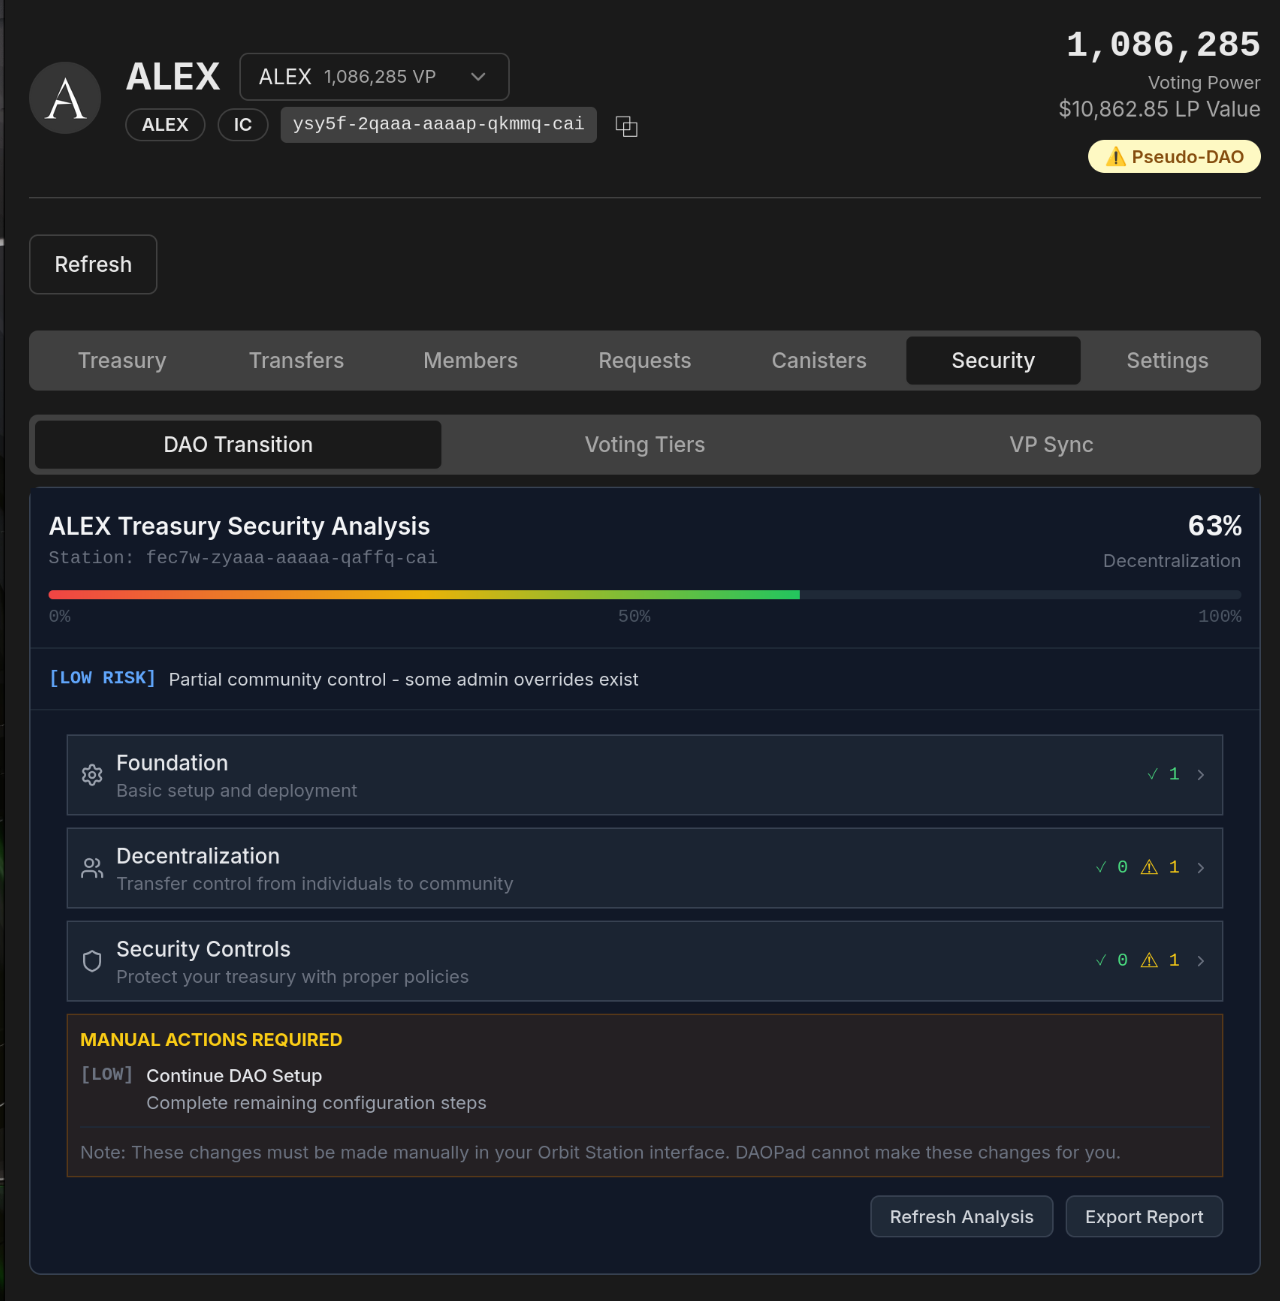 A
ALEX
ALEX 1,086,285 VP
ALEX IC ysy5f-2qaaa-aaaap-qkmmq-cai
1,086,285
Voting Power
$10,862.85 LP Value
⚠️ Pseudo-DAO
Refresh
Treasury Transfers Members Requests Canisters Security Settings
DAO Transition Voting Tiers VP Sync
ALEX Treasury Security Analysis
63%
Station: fec7w-zyaaa-aaaaa-qaffq-cai
Decentralization
0% 50% 100%
[LOW RISK] Partial community control - some admin overrides exist
Foundation
Basic setup and deployment
✓ 1
Decentralization
Transfer control from individuals to community
✓ 0 ⚠ 1
Security Controls
Protect your treasury with proper policies
✓ 0 ⚠ 1
MANUAL ACTIONS REQUIRED
[LOW] Continue DAO Setup
Complete remaining configuration steps
Note: These changes must be made manually in your Orbit Station interface. DAOPad cannot make these changes for you.
Refresh Analysis Export Report